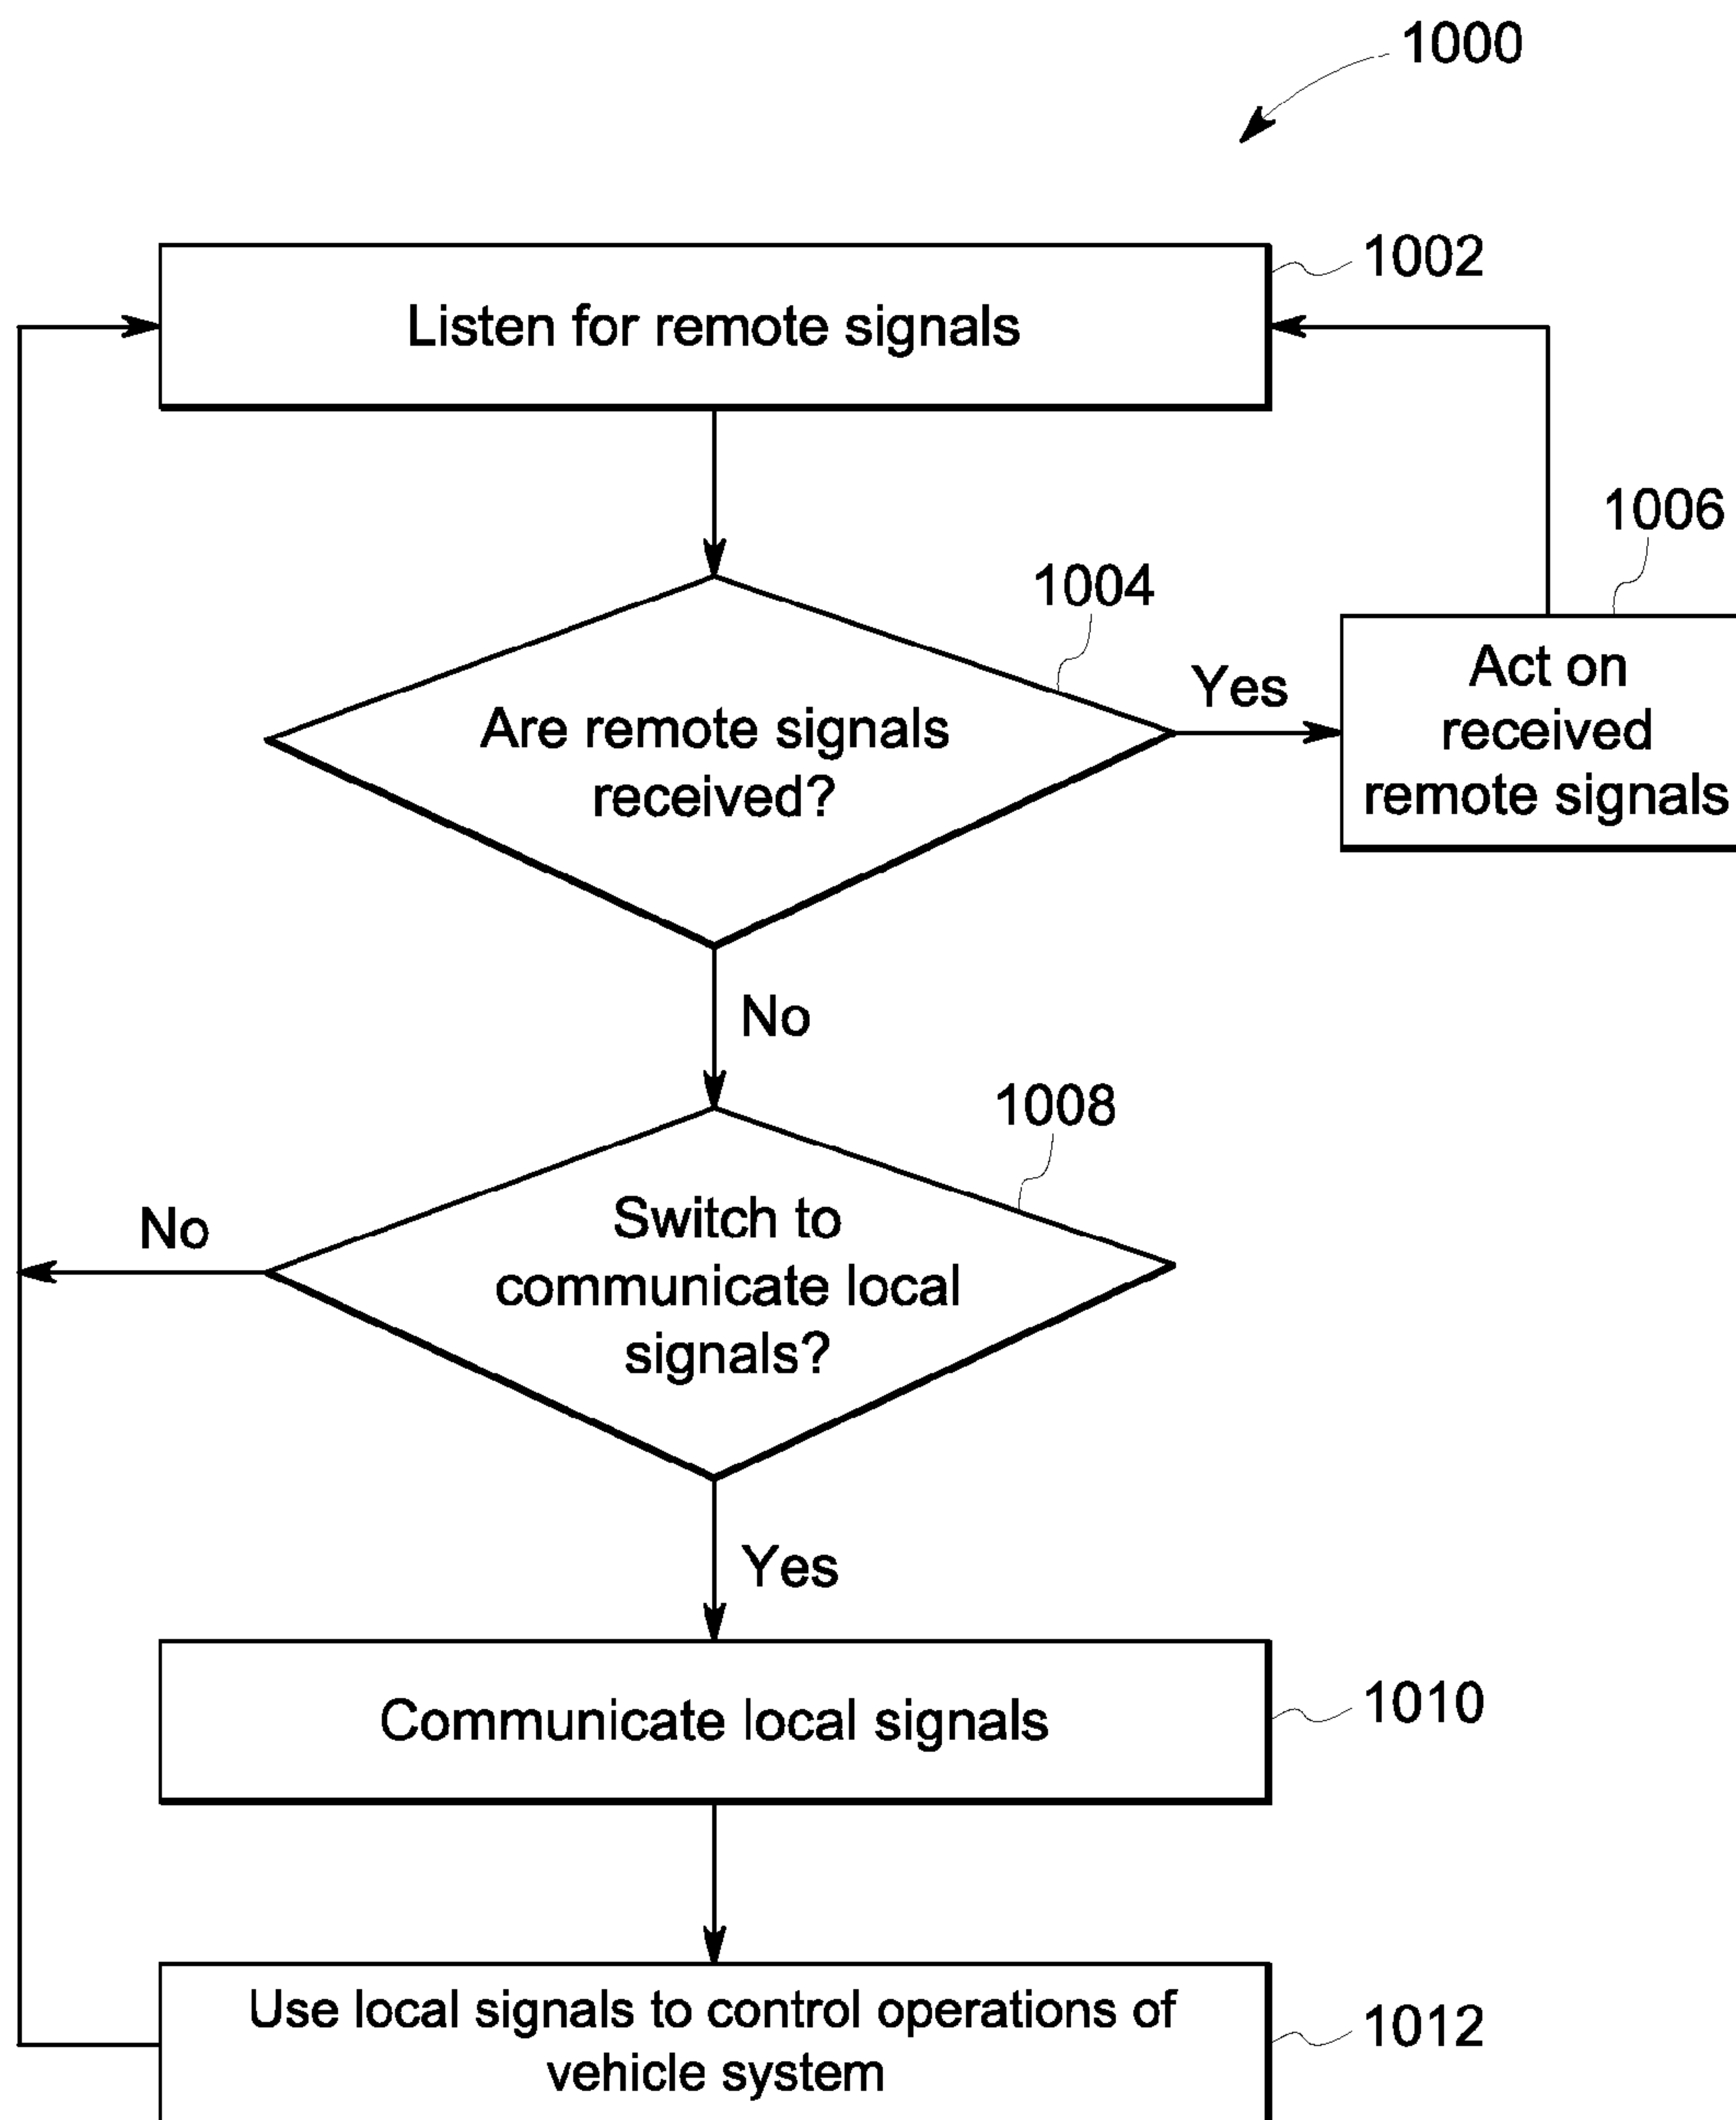 1000
1002
Listen for remote signals
1006
1004
Yes
Act on
received
remote signals
Are remote signals
received?
No
1008
Switch to
communicate local
signals?
No
Yes
1010
Communicate local signals
Use local signals to control operations of
vehicle system
1012